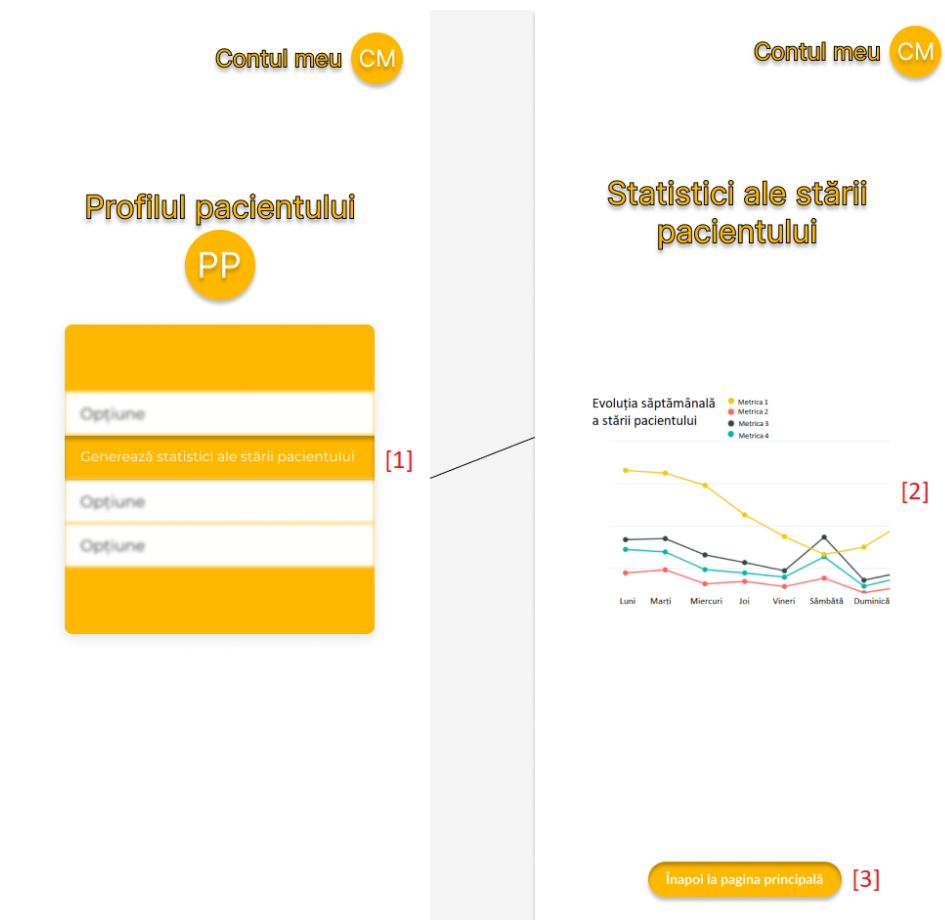 Contul meu CM
Profilul pacientului
PP
Opțiune
Generează statistici ale stării pacientului [1]
Opțiune
Opțiune
Contul meu CM
Statistici ale stării
pacientului
Evoluția săptămânală
a stării pacientului
Metrica 1
Metrica 2
Metrica 3
Metrica 4
[2]
Luni Marți Miercuri Joi Vineri Sâmbătă Duminică
Înapoi la pagina principală [3]